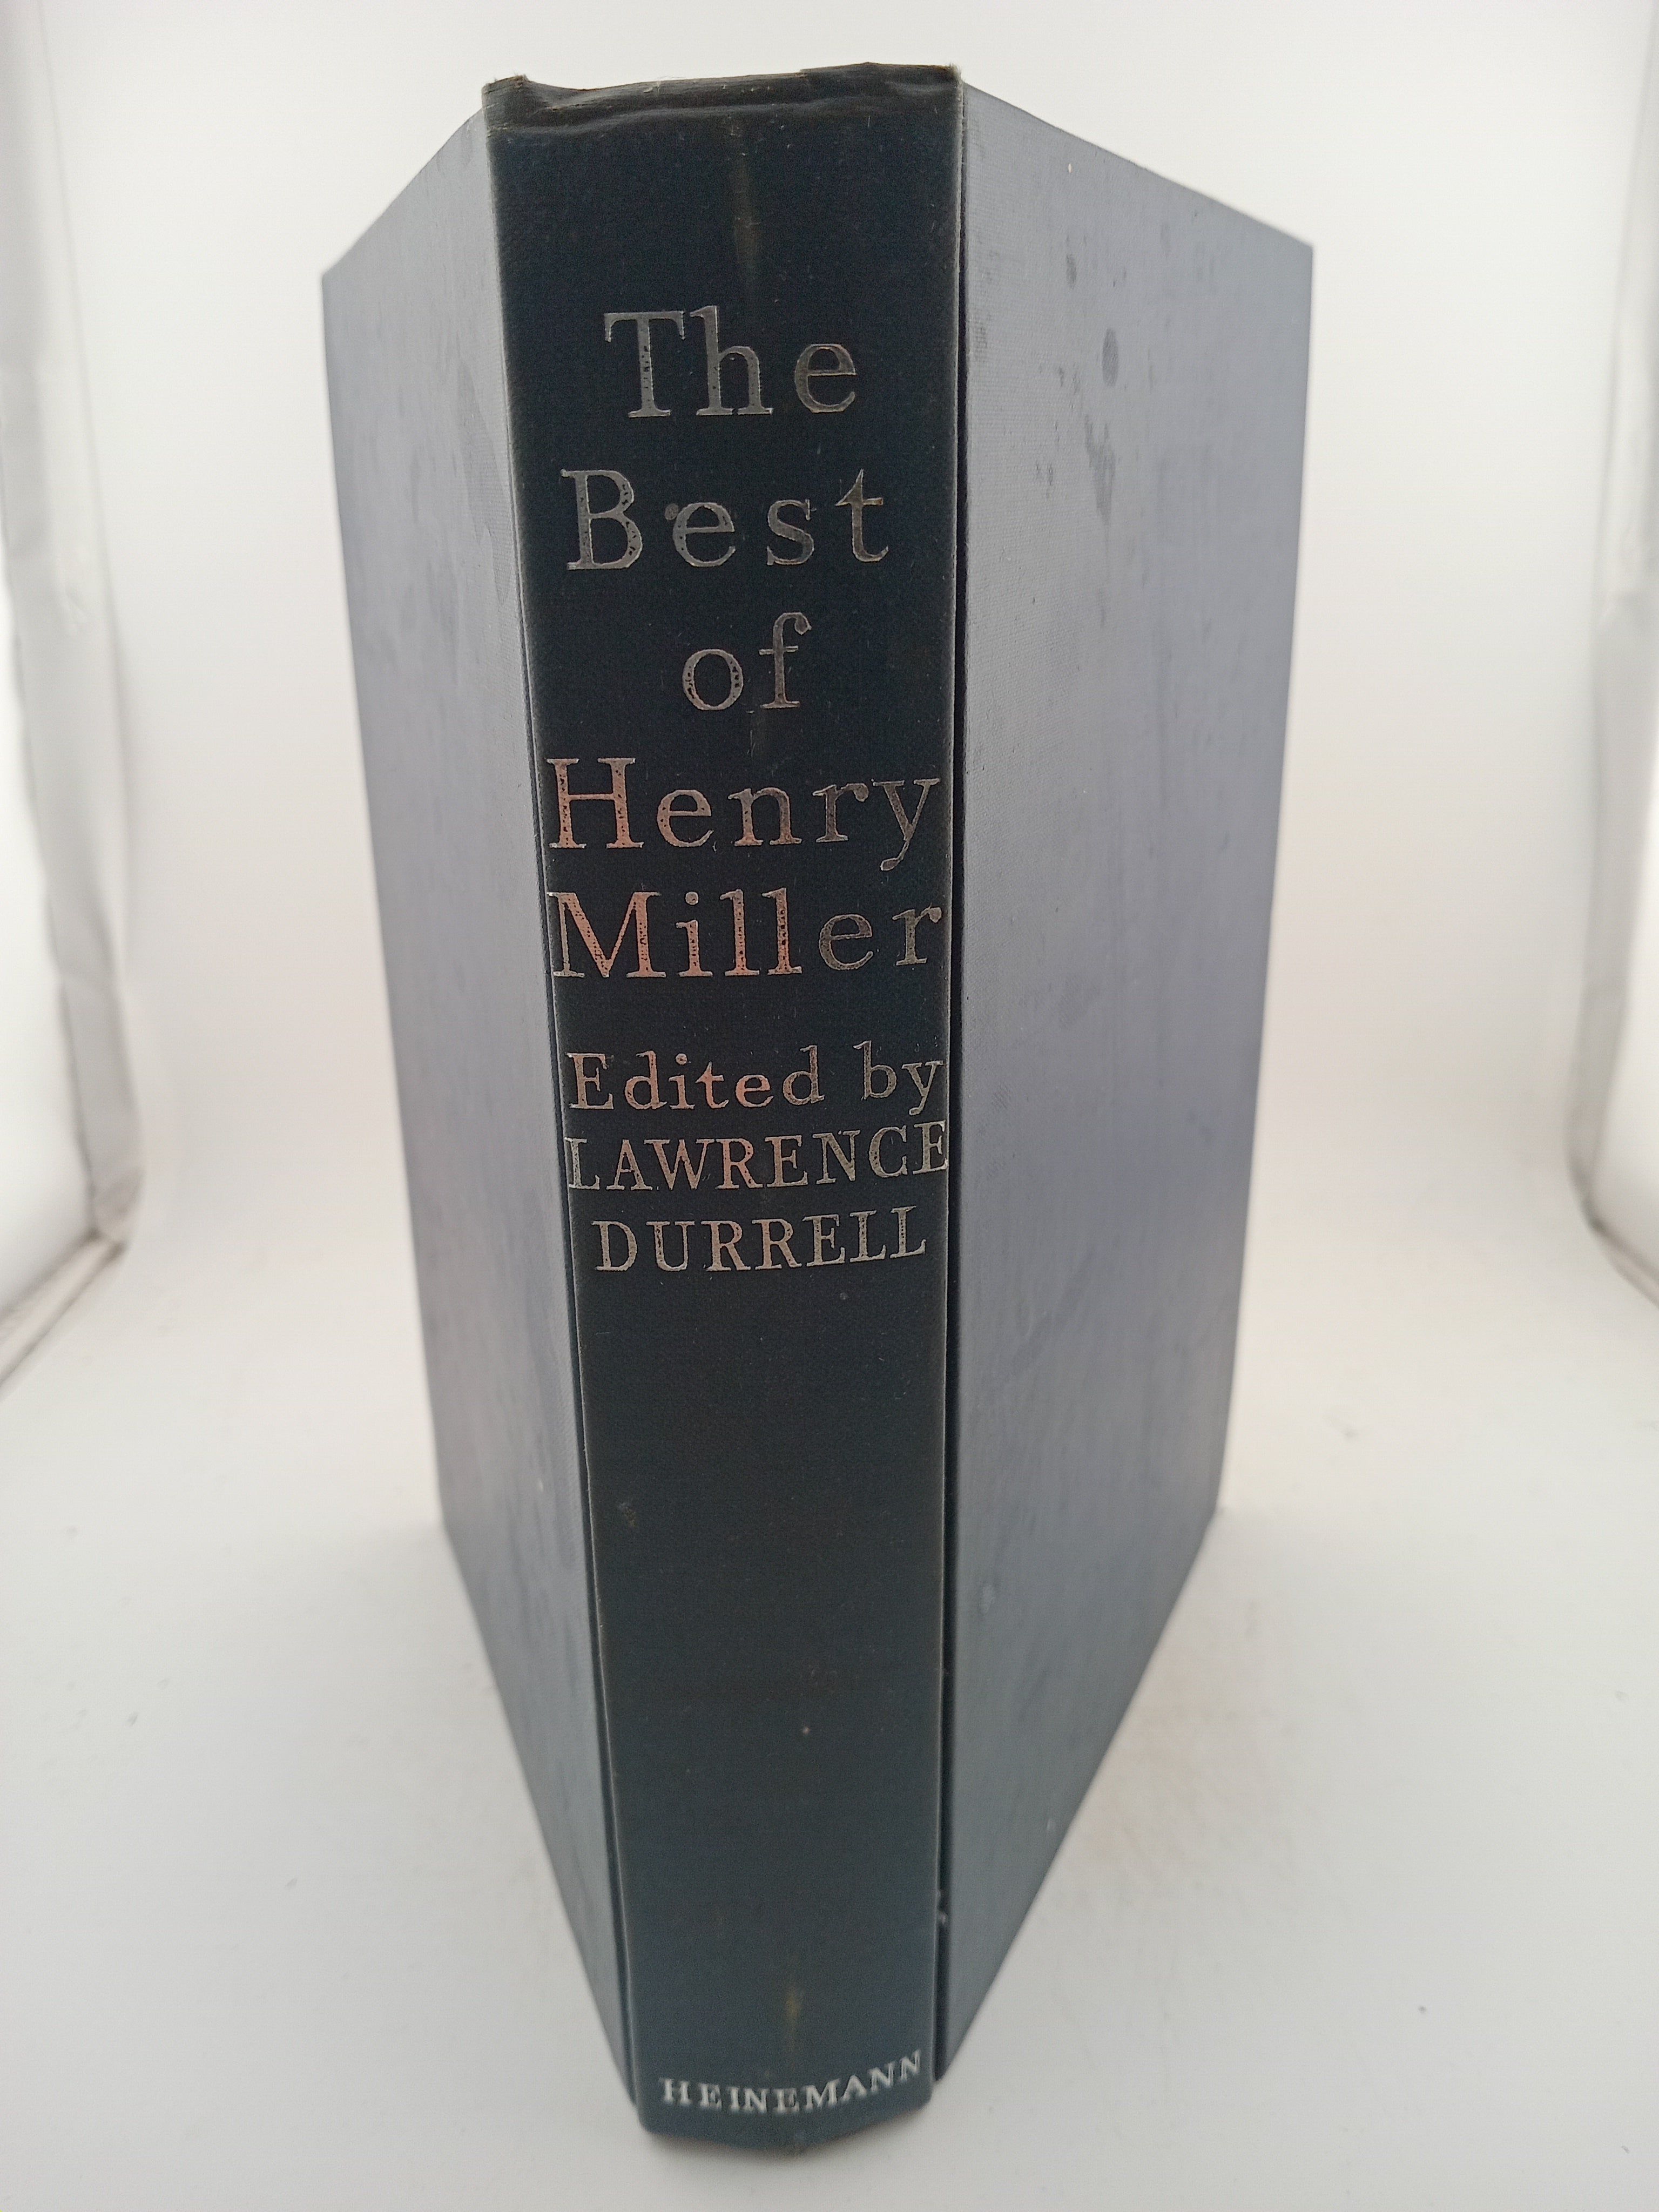 The
Best
of
Henry
Miller
Edited by
LAWRENCE
DURRELL
HEINEMANN